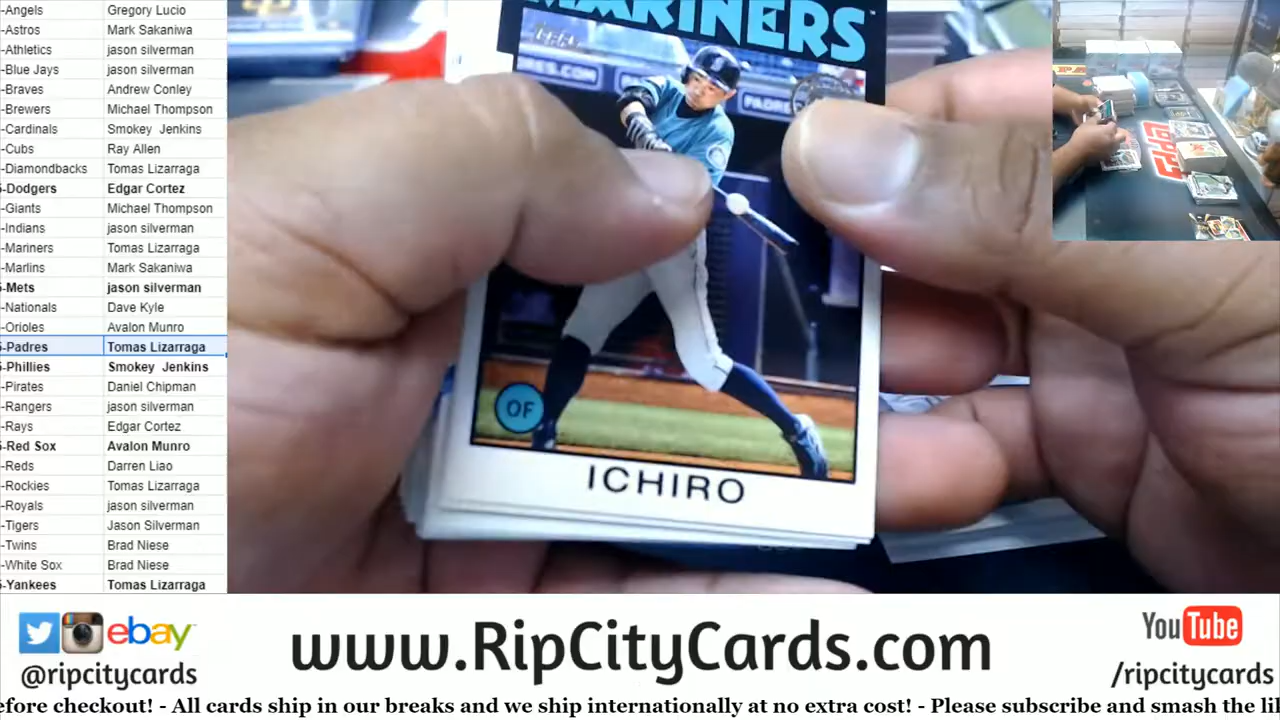 -Angels Gregory Lucio
-Astros Mark Sakaniwa
-Athletics jason silverman
-Blue Jays jason silverman
-Braves Andrew Conley
-Brewers Michael Thompson
-Cardinals Smokey Jenkins
-Cubs Ray Allen
-Diamondbacks Tomas Lizarraga
-Dodgers Edgar Cortez
-Giants Michael Thompson
-Indians jason silverman
-Mariners Tomas Lizarraga
-Marlins Mark Sakaniwa
-Mets jason silverman
-Nationals Dave Kyle
-Orioles Avalon Munro
-Padres Tomas Lizarraga
-Phillies Smokey Jenkins
-Pirates Daniel Chipman
-Rangers jason silverman
-Rays Edgar Cortez
-Red Sox Avalon Munro
-Reds Darren Liao
-Rockies Tomas Lizarraga
-Royals jason silverman
-Tigers Jason Silverman
-Twins Brad Niese
-White Sox Brad Niese
-Yankees Tomas Lizarraga
MARINERS
OF
ICHIRO
Topps
ebay
@ripcitycards
www.RipCityCards.com
YouTube
/ripcitycards
efore checkout! - All cards ship in our breaks and we ship internationally at no extra cost! - Please subscribe and smash the li